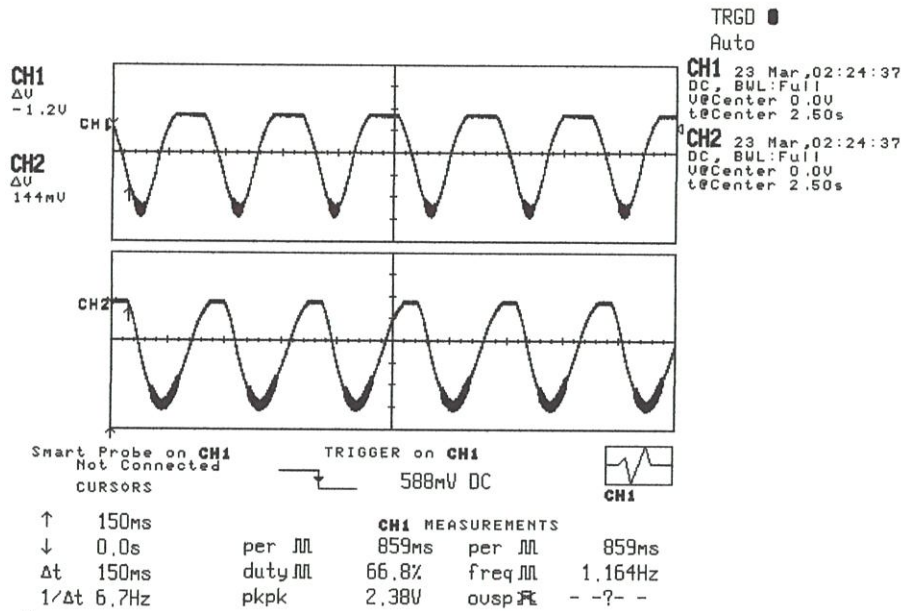 TRGD
Auto
CH1
ΔV
-1.2V
CH1
CH2
ΔV
144mV
CH2
CH1 23 Mar,02:24:37
DC, BWL:Full
V@Center 0.0V
t@Center 2.50s
CH2 23 Mar,02:24:37
DC, BWL:Full
V@Center 0.0V
t@Center 2.50s
Smart Probe on CH1
Not Connected
TRIGGER on CH1
588mV DC
CH1
CURSORS
↑ 150ms
↓ 0.0s
Δt 150ms
1/Δt 6.7Hz
CH1 MEASUREMENTS
per 859ms per 859ms
duty 66.8% freq 1.164Hz
pkpk 2.38V ovsp - -?- -